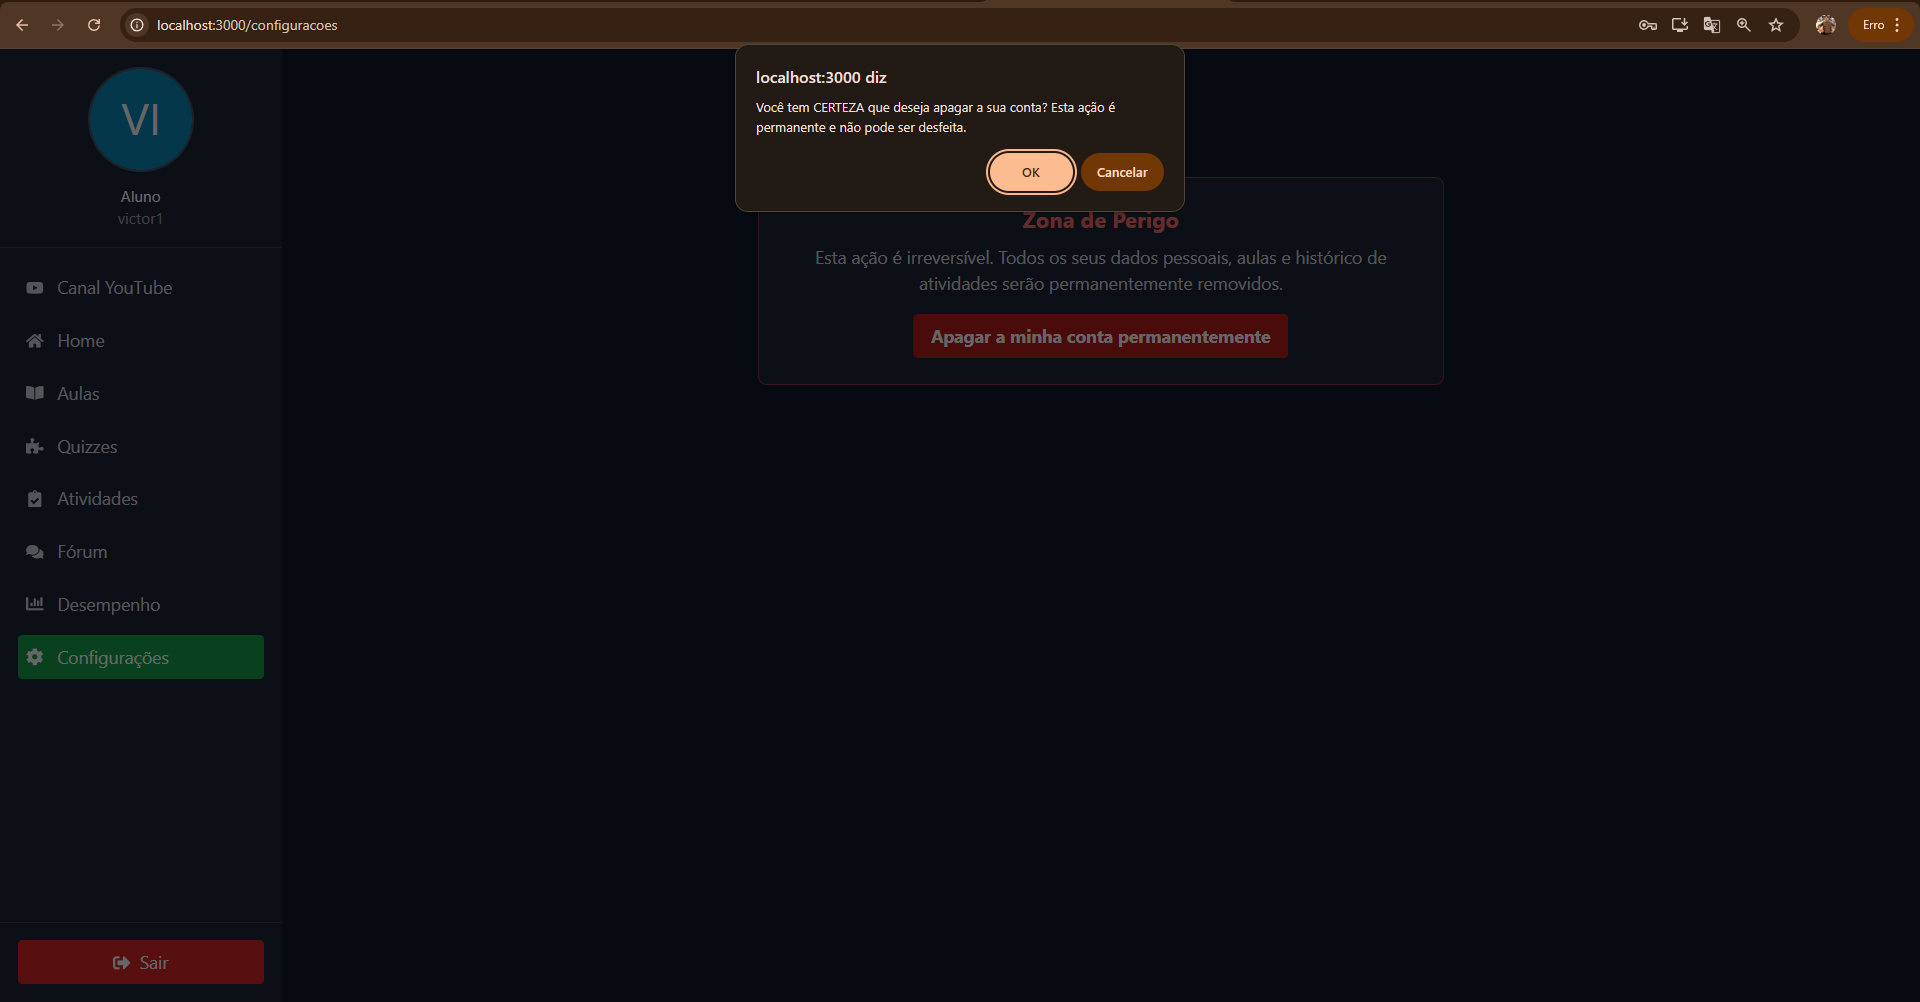 localhost:3000/configuracoes
Erro
localhost:3000 diz
Você tem CERTEZA que deseja apagar a sua conta? Esta ação é
permanente e não pode ser desfeita.
OK
Cancelar
VI
Aluno
victor1
Canal YouTube
Home
Aulas
Quizzes
Atividades
Fórum
Desempenho
Configurações
Sair
Zona de Perigo
Esta ação é irreversível. Todos os seus dados pessoais, aulas e histórico de
atividades serão permanentemente removidos.
Apagar a minha conta permanentemente